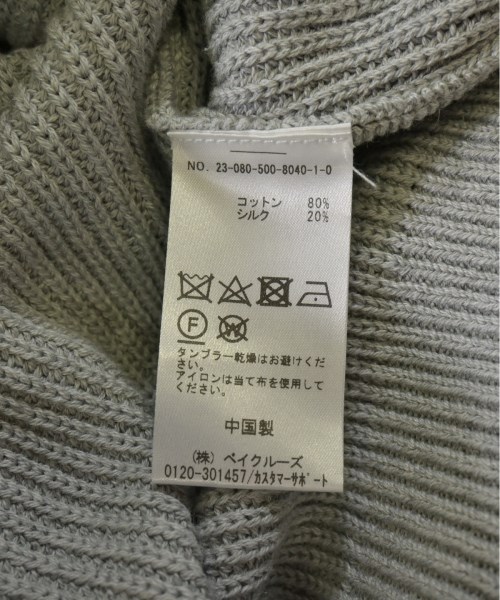 NO. 23-080-500-8040-1-0
コットン 80%
シルク 20%
F
W
タンブラー乾燥はお避けくだ
さい。
アイロンは当て布を使用して
ください。
中国製
(株) ベイクルーズ
0120-301457/カスタマーサポート